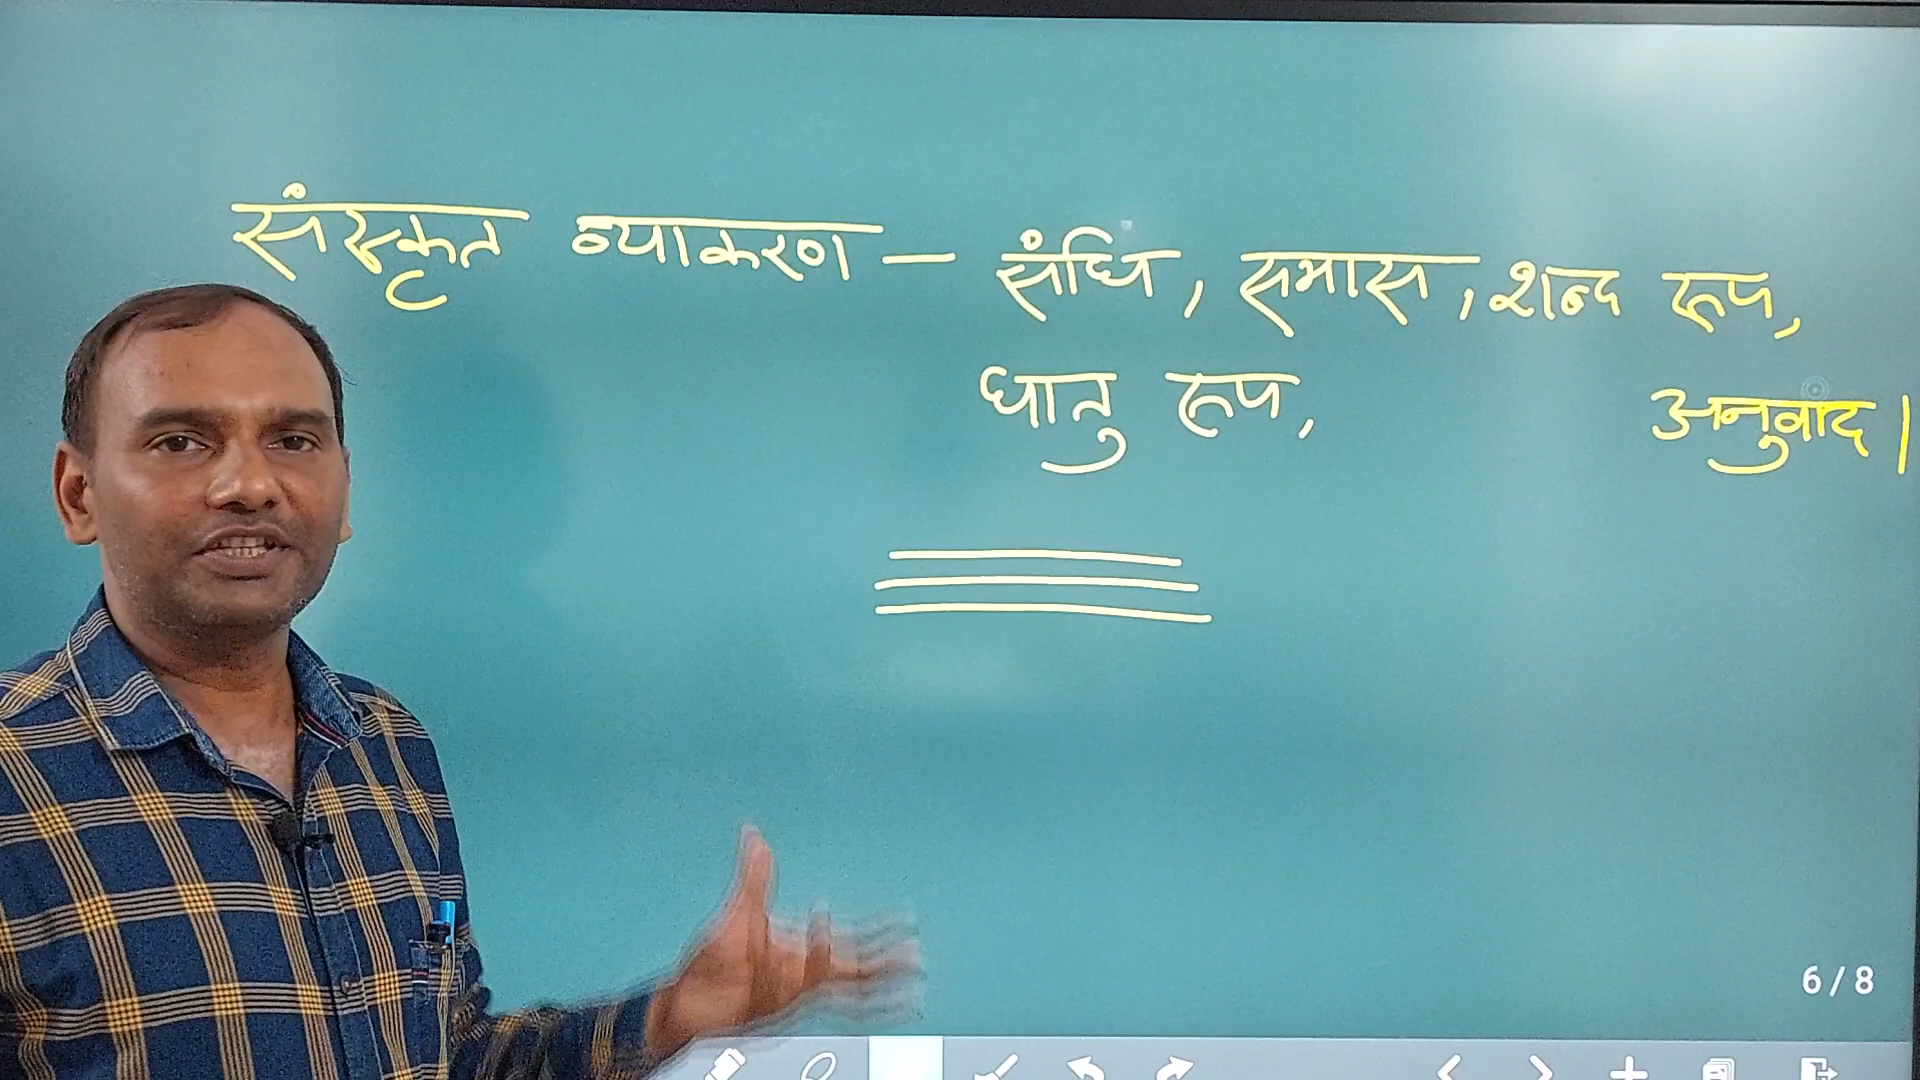 संस्कृत व्याकरण — संधि, समास, शब्द रूप,
धातु रूप, अनुवाद।
6/8